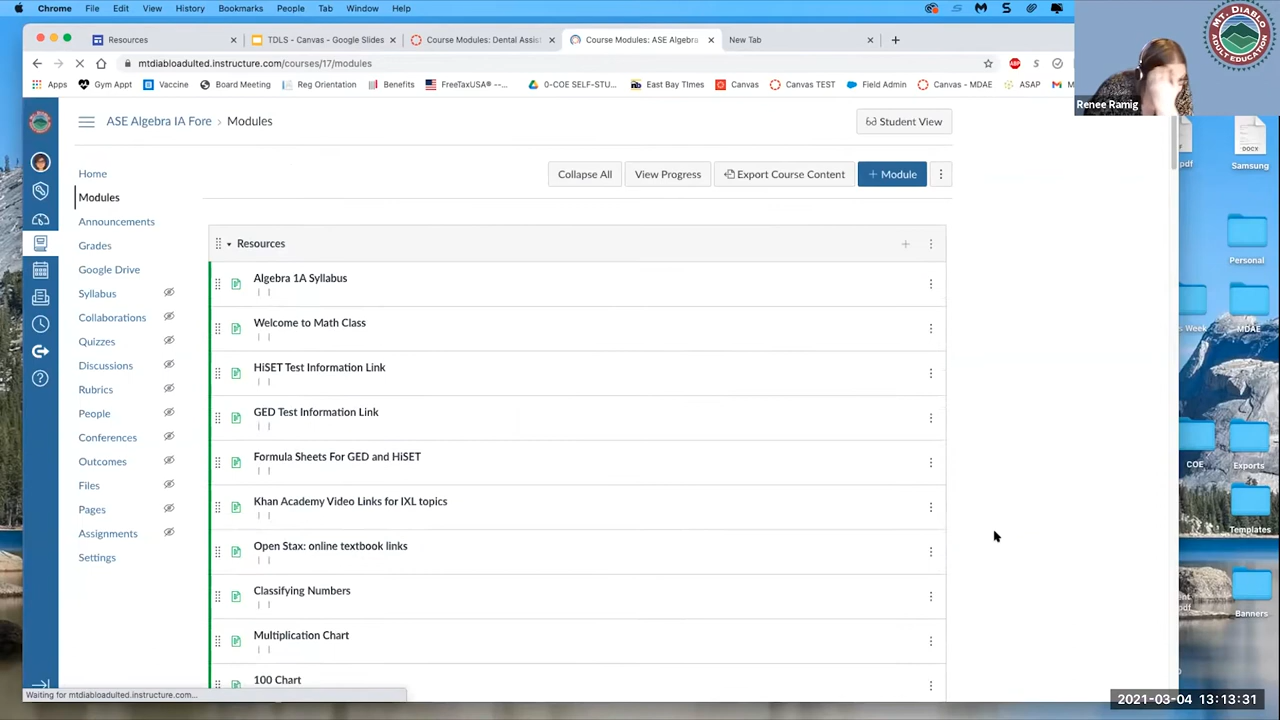 Chrome File Edit View History Bookmarks People Tab Window Help
Resources
TDLS - Canvas - Google Slides
Course Modules: Dental Assist
Course Modules: ASE Algebra
New Tab
mtdiabloadulted.instructure.com/courses/17/modules
Apps Gym Appt Vaccine Board Meeting Reg Orientation Benefits FreeTaxUSA® --... 0-COE SELF-STU... East Bay TImes Canvas Canvas TEST Field Admin Canvas - MDAE ASAP
MT. DIABLO
ADULT EDUCATION
Renee Ramig
ASE Algebra IA Fore › Modules
Student View
Collapse All
View Progress
Export Course Content
+ Module
Home
Modules
Announcements
Grades
Google Drive
Syllabus
Collaborations
Quizzes
Discussions
Rubrics
People
Conferences
Outcomes
Files
Pages
Assignments
Settings
Resources
Algebra 1A Syllabus
Welcome to Math Class
HiSET Test Information Link
GED Test Information Link
Formula Sheets For GED and HiSET
Khan Academy Video Links for IXL topics
Open Stax: online textbook links
Classifying Numbers
Multiplication Chart
100 Chart
Waiting for mtdiabloadulted.instructure.com...
.pdf
DOCX
Samsung
Personal
s Week
MDAE
COE
Exports
Templates
Banners
2021-03-04 13:13:31